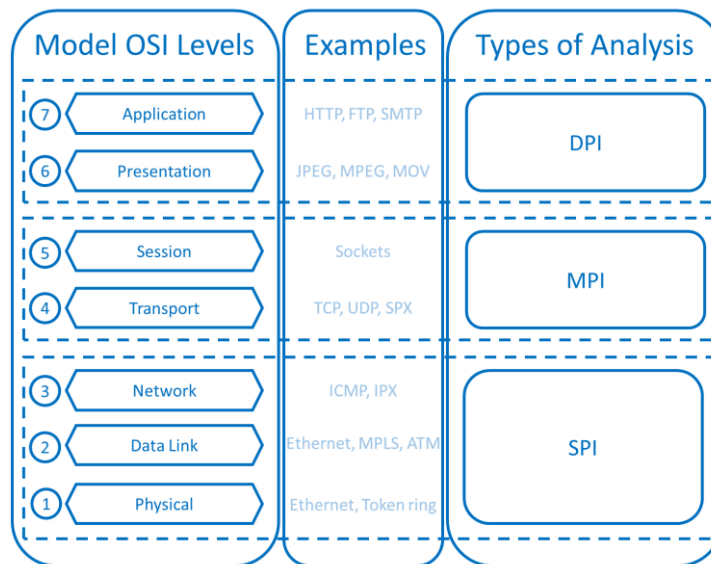 Model OSI Levels
Examples
Types of Analysis
7
Application
HTTP, FTP, SMTP
DPI
6
Presentation
JPEG, MPEG, MOV
5
Session
Sockets
MPI
4
Transport
TCP, UDP, SPX
3
Network
ICMP, IPX
2
Data Link
Ethernet, MPLS, ATM
SPI
1
Physical
Ethernet, Token ring